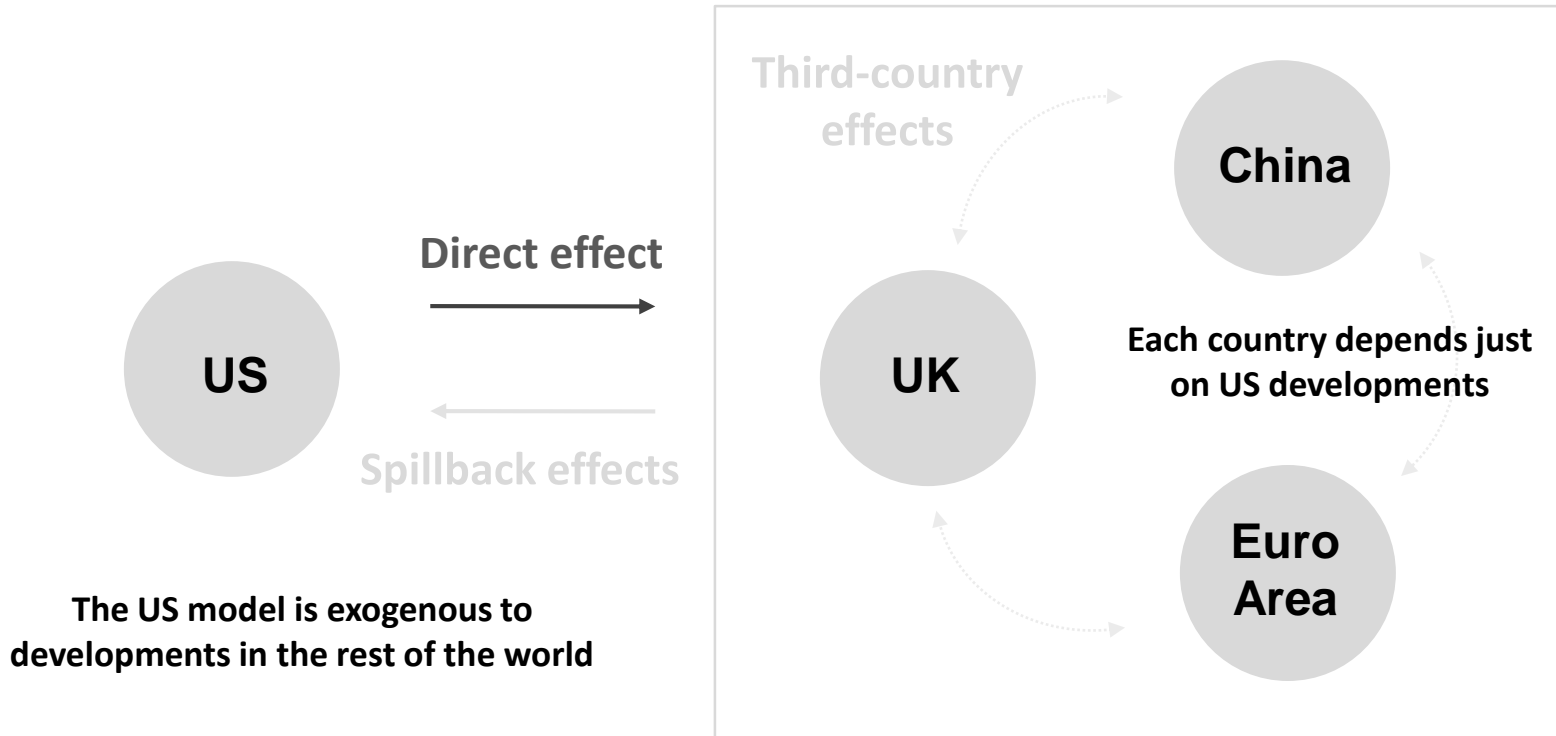 Third-country
effects
China
Direct effect
US
UK
Each country depends just
on US developments
Spillback effects
Euro
Area
The US model is exogenous to
developments in the rest of the world